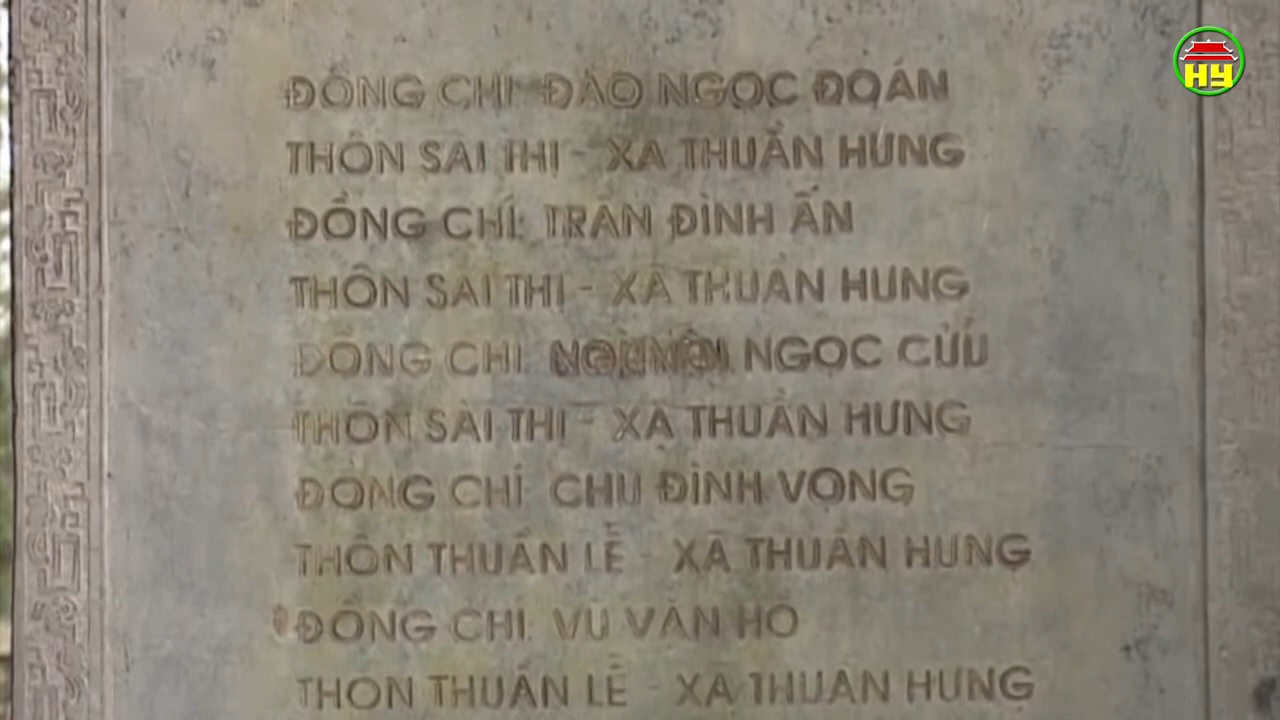 ĐỒNG CHÍ: ĐÀO NGỌC ĐOÁN
THÔN SÀI THỊ - XÃ THUẦN HƯNG
ĐỒNG CHÍ: TRẦN ĐÌNH ẤN
THÔN SÀI THỊ - XÃ THUẦN HƯNG
ĐỒNG CHÍ: NGỌC CỬU
THÔN SÀI THỊ - XÃ THUẦN HƯNG
ĐỒNG CHÍ: CHU ĐÌNH VỌNG
THÔN THUẦN LỄ - XÃ THUẦN HƯNG
ĐỒNG CHÍ: VŨ VĂN HỒ
THÔN THUẦN LỄ - XÃ THUẦN HƯNG
HY